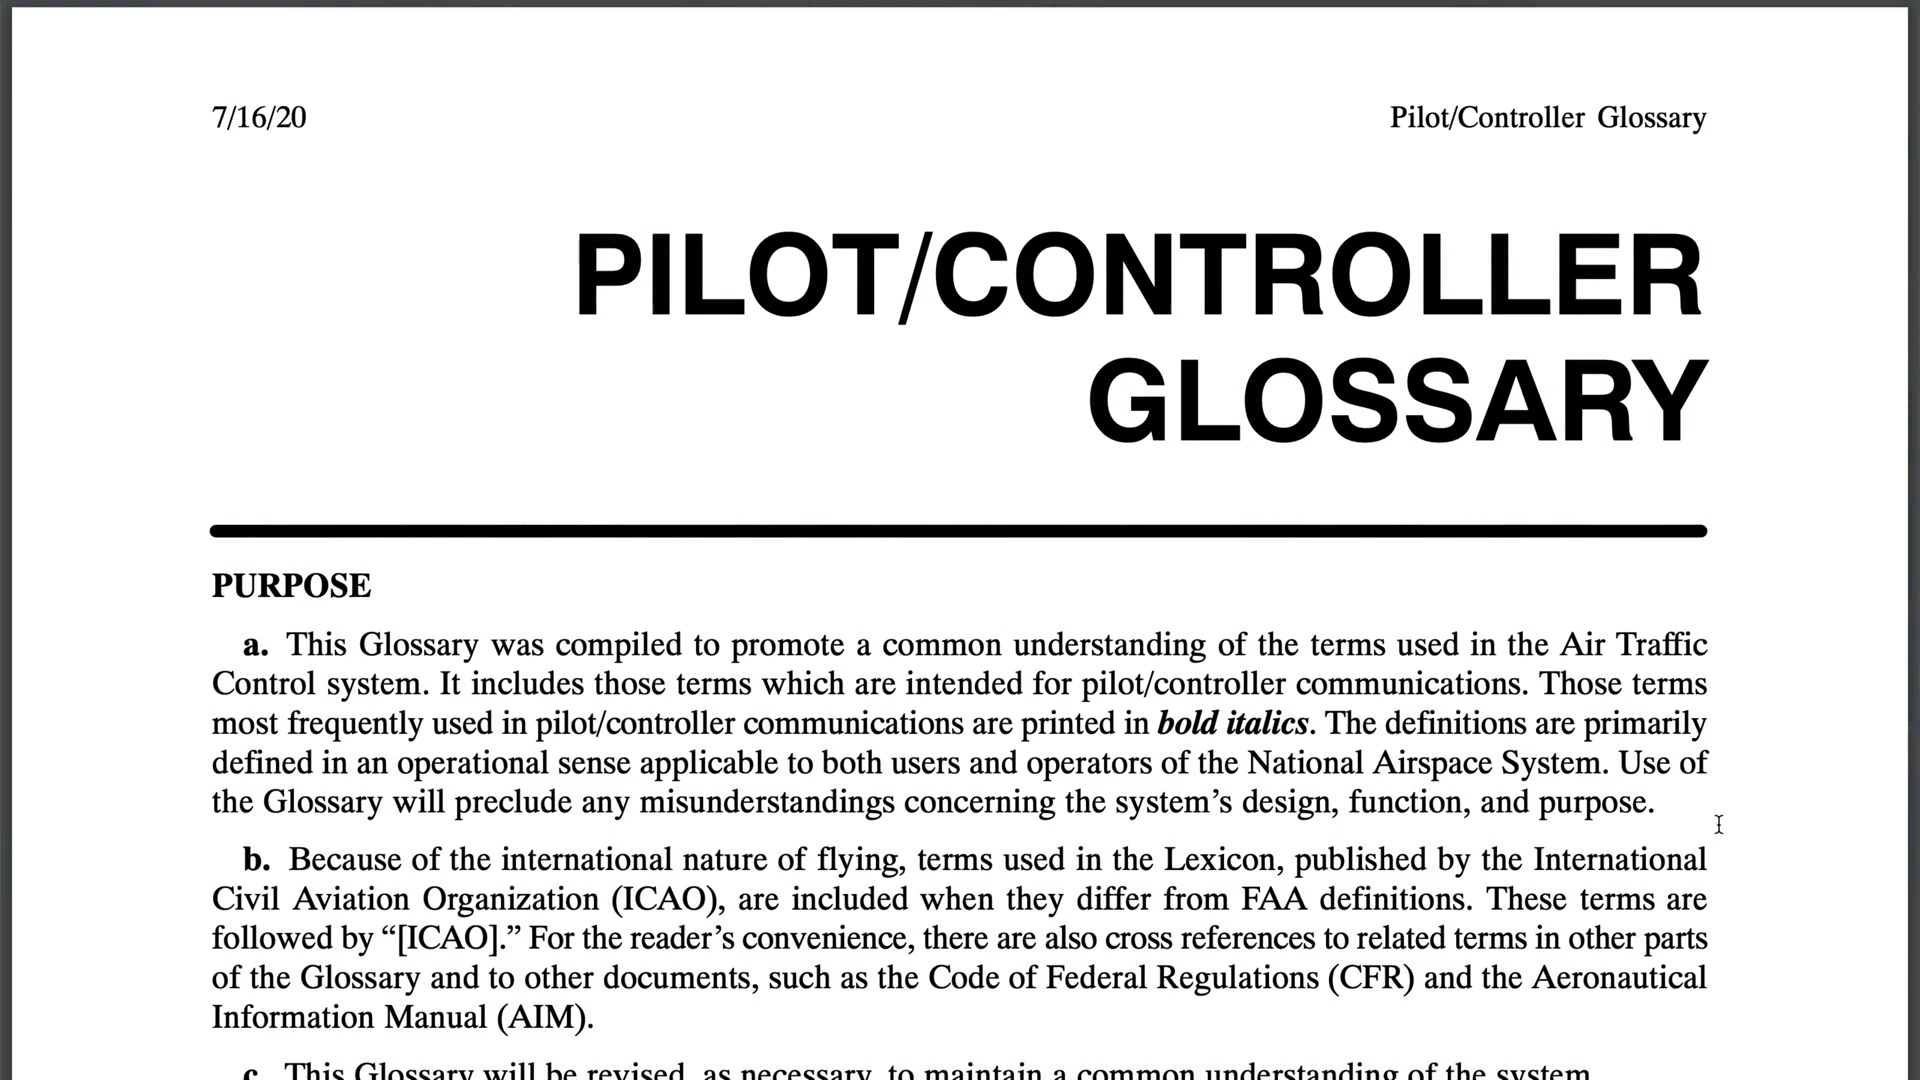 7/16/20 Pilot/Controller Glossary
PILOT/CONTROLLER
GLOSSARY
PURPOSE
a. This Glossary was compiled to promote a common understanding of the terms used in the Air Traffic
Control system. It includes those terms which are intended for pilot/controller communications. Those terms
most frequently used in pilot/controller communications are printed in bold italics. The definitions are primarily
defined in an operational sense applicable to both users and operators of the National Airspace System. Use of
the Glossary will preclude any misunderstandings concerning the system’s design, function, and purpose.
b. Because of the international nature of flying, terms used in the Lexicon, published by the International
Civil Aviation Organization (ICAO), are included when they differ from FAA definitions. These terms are
followed by “[ICAO].” For the reader’s convenience, there are also cross references to related terms in other parts
of the Glossary and to other documents, such as the Code of Federal Regulations (CFR) and the Aeronautical
Information Manual (AIM).
c. This Glossary will be revised, as necessary, to maintain a common understanding of the system.